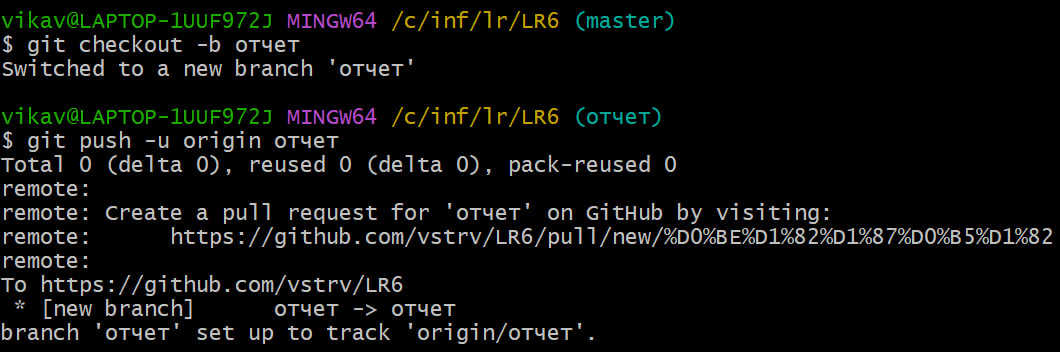 vikav@LAPTOP-1UUF972J MINGW64 /c/inf/lr/LR6 (master)
$ git checkout -b отчет
Switched to a new branch 'отчет'
vikav@LAPTOP-1UUF972J MINGW64 /c/inf/lr/LR6 (отчет)
$ git push -u origin отчет
Total 0 (delta 0), reused 0 (delta 0), pack-reused 0
remote:
remote: Create a pull request for 'отчет' on GitHub by visiting:
remote:      https://github.com/vstrv/LR6/pull/new/%D0%BE%D1%82%D1%87%D0%B5%D1%82
remote:
To https://github.com/vstrv/LR6
 * [new branch]      отчет -> отчет
branch 'отчет' set up to track 'origin/отчет'.